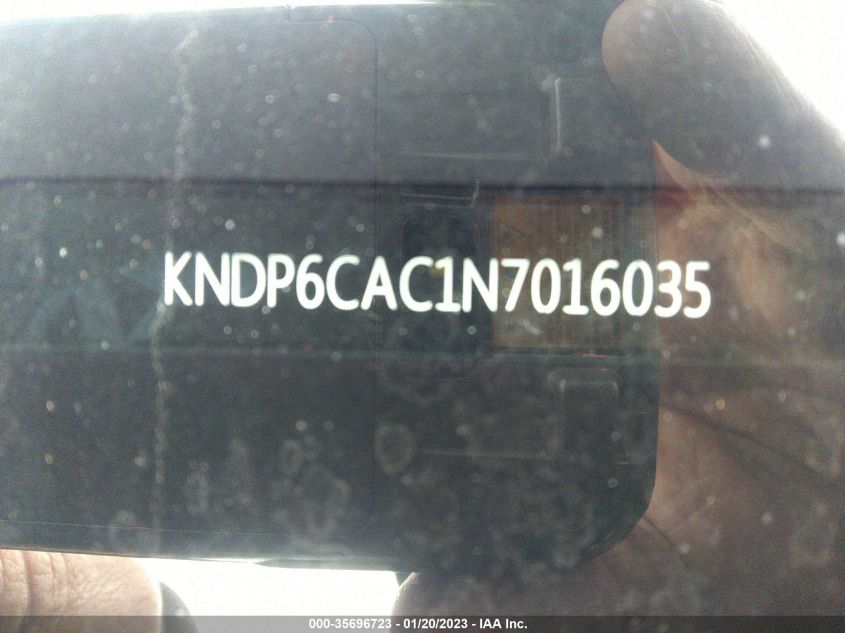 KNDP6CAC1N7016035
000-35696723 - 01/20/2023 - IAA Inc.